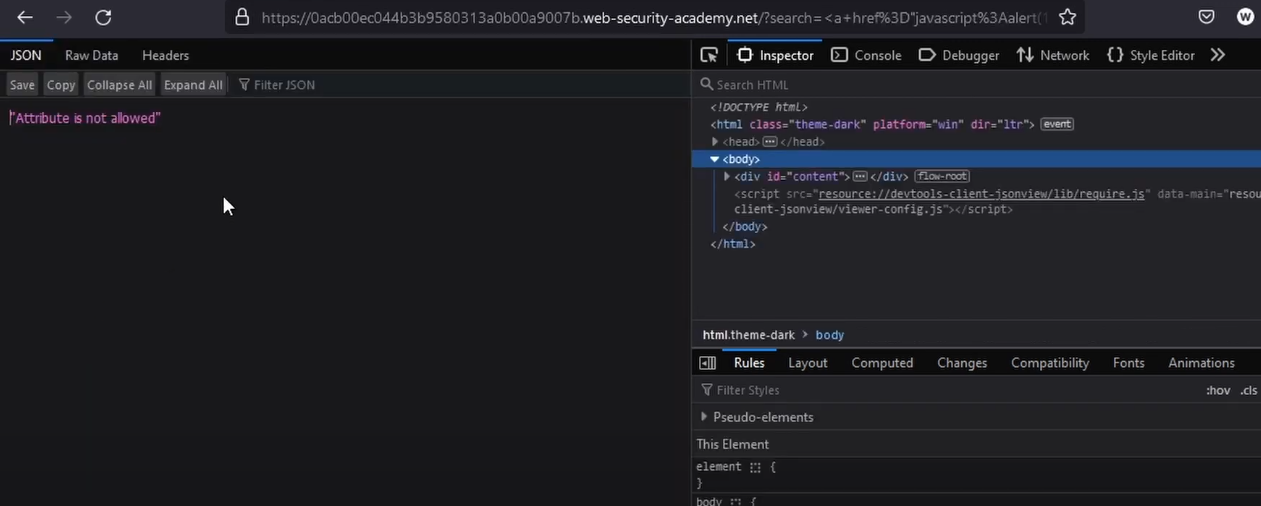 https://0acb00ec044b3b9580313a0b00a9007b.web-security-academy.net/?search=<a+href%3D"javascript%3Aalert(1
JSON Raw Data Headers
Save Copy Collapse All Expand All Filter JSON
"Attribute is not allowed"
Inspector Console Debugger Network Style Editor
Search HTML
<!DOCTYPE html>
<html class="theme-dark" platform="win" dir="ltr"> event
<head> ••• </head>
<body>
<div id="content"> ••• </div> flow-root
<script src="resource://devtools-client-jsonview/lib/require.js" data-main="resou
client-jsonview/viewer-config.js"></script>
</body>
</html>
html.theme-dark > body
Rules Layout Computed Changes Compatibility Fonts Animations
Filter Styles :hov .cls
Pseudo-elements
This Element
element {
}
body {
W